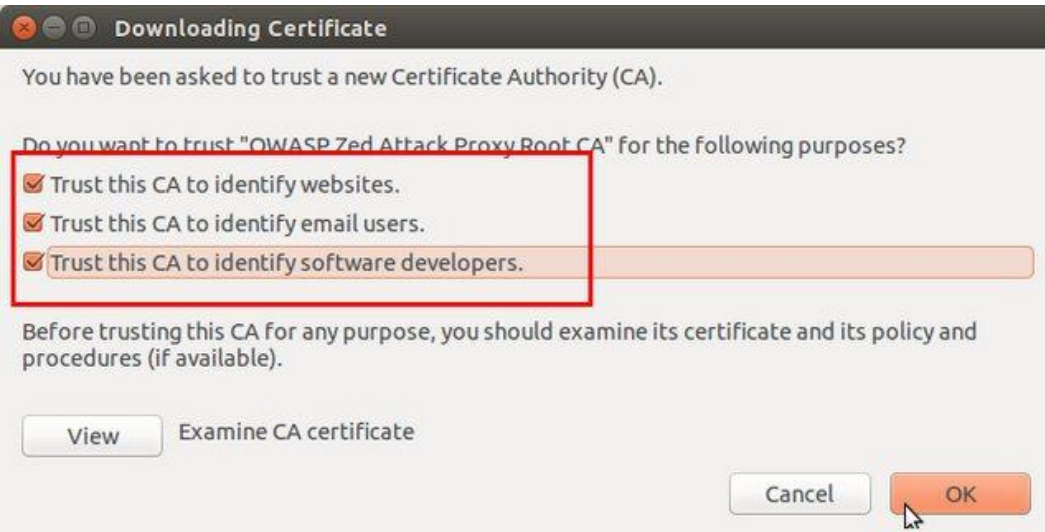 Downloading Certificate
You have been asked to trust a new Certificate Authority (CA).
Do you want to trust "OWASP Zed Attack Proxy Root CA" for the following purposes?
Trust this CA to identify websites.
Trust this CA to identify email users.
Trust this CA to identify software developers.
Before trusting this CA for any purpose, you should examine its certificate and its policy and
procedures (if available).
View Examine CA certificate
Cancel OK